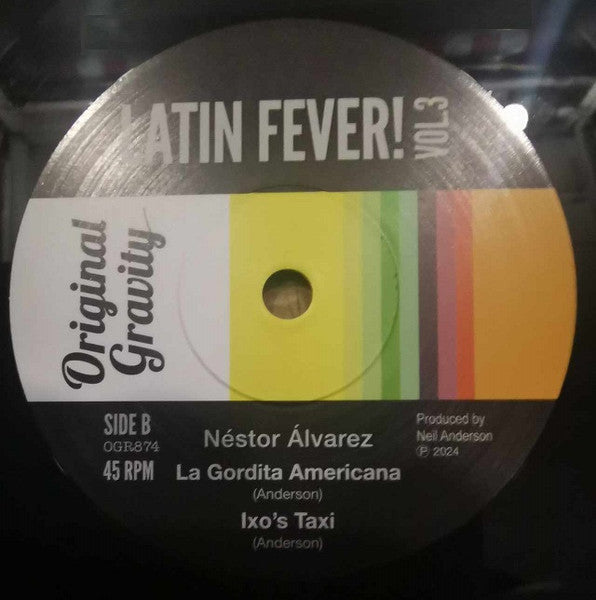 LATIN FEVER!
VOL.3
Original
Gravity
SIDE B
OGR874
45 RPM
Néstor Álvarez
La Gordita Americana
(Anderson)
Ixo's Taxi
(Anderson)
Produced by
Neil Anderson
℗ 2024